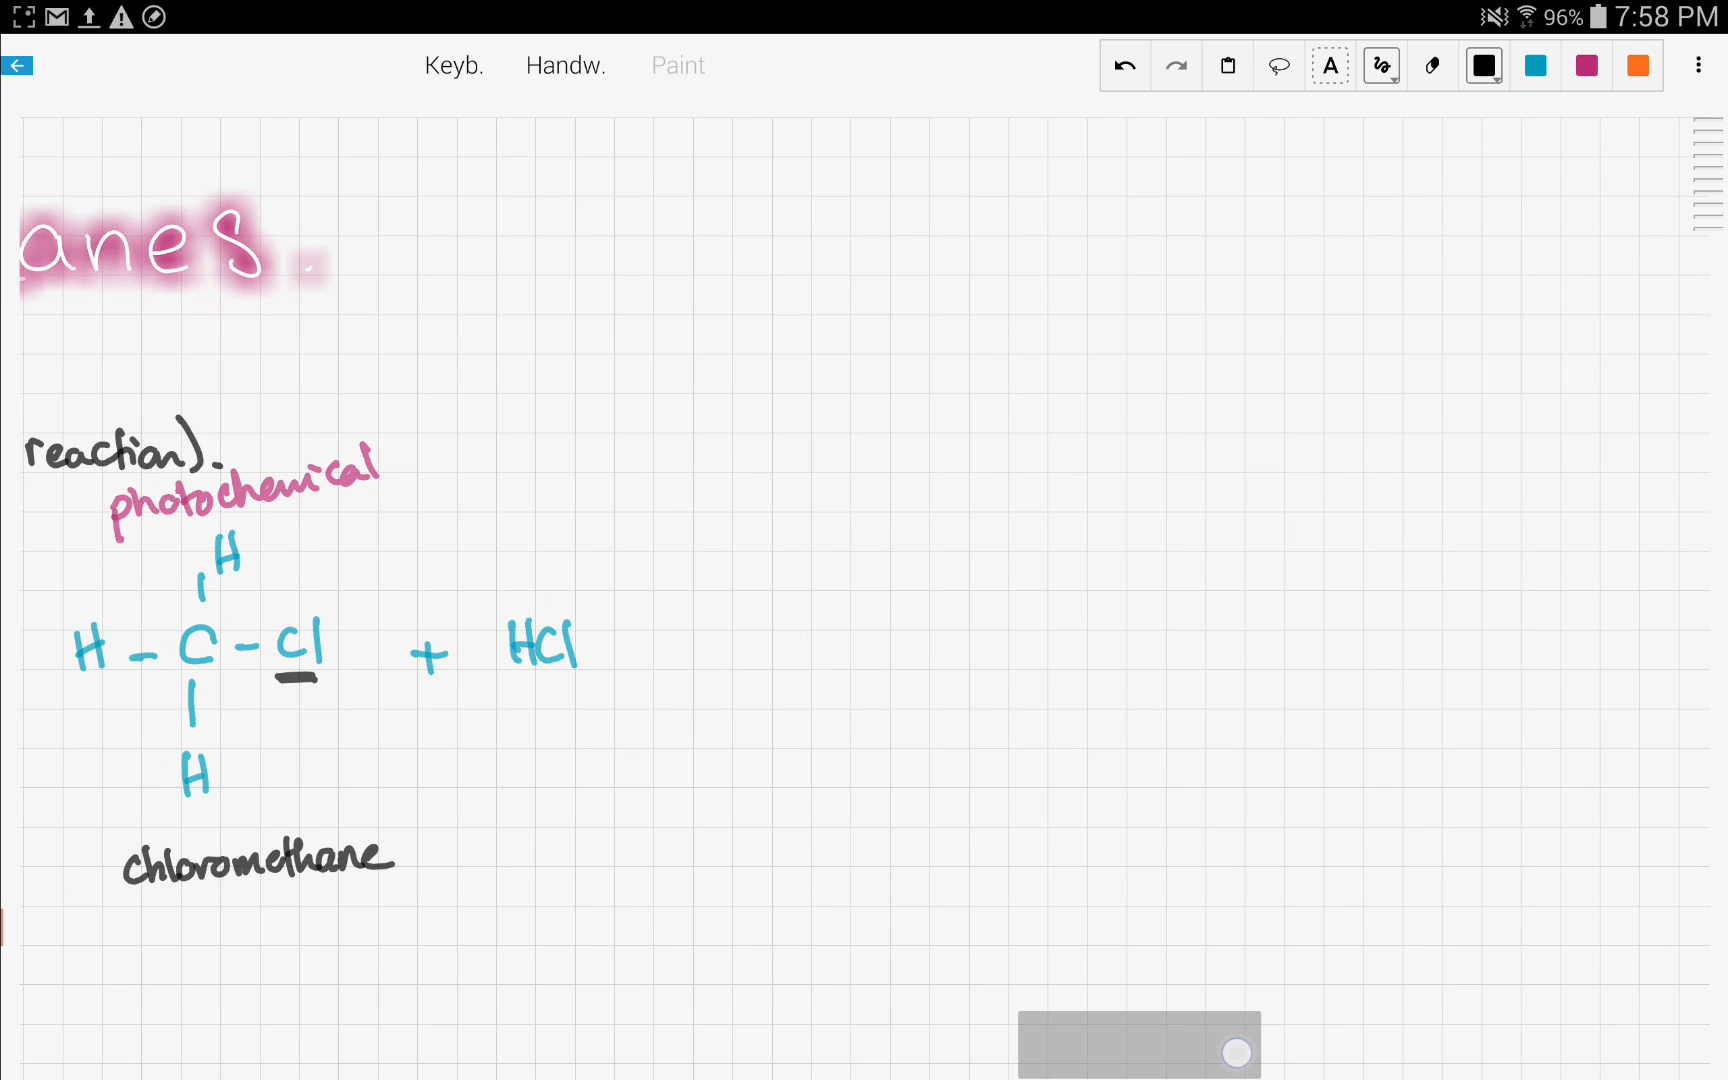 96% 7:58 PM
Keyb. Handw. Paint A
anes.
reaction).
photochemical
H
H - C - Cl + HCl
H
chloromethane